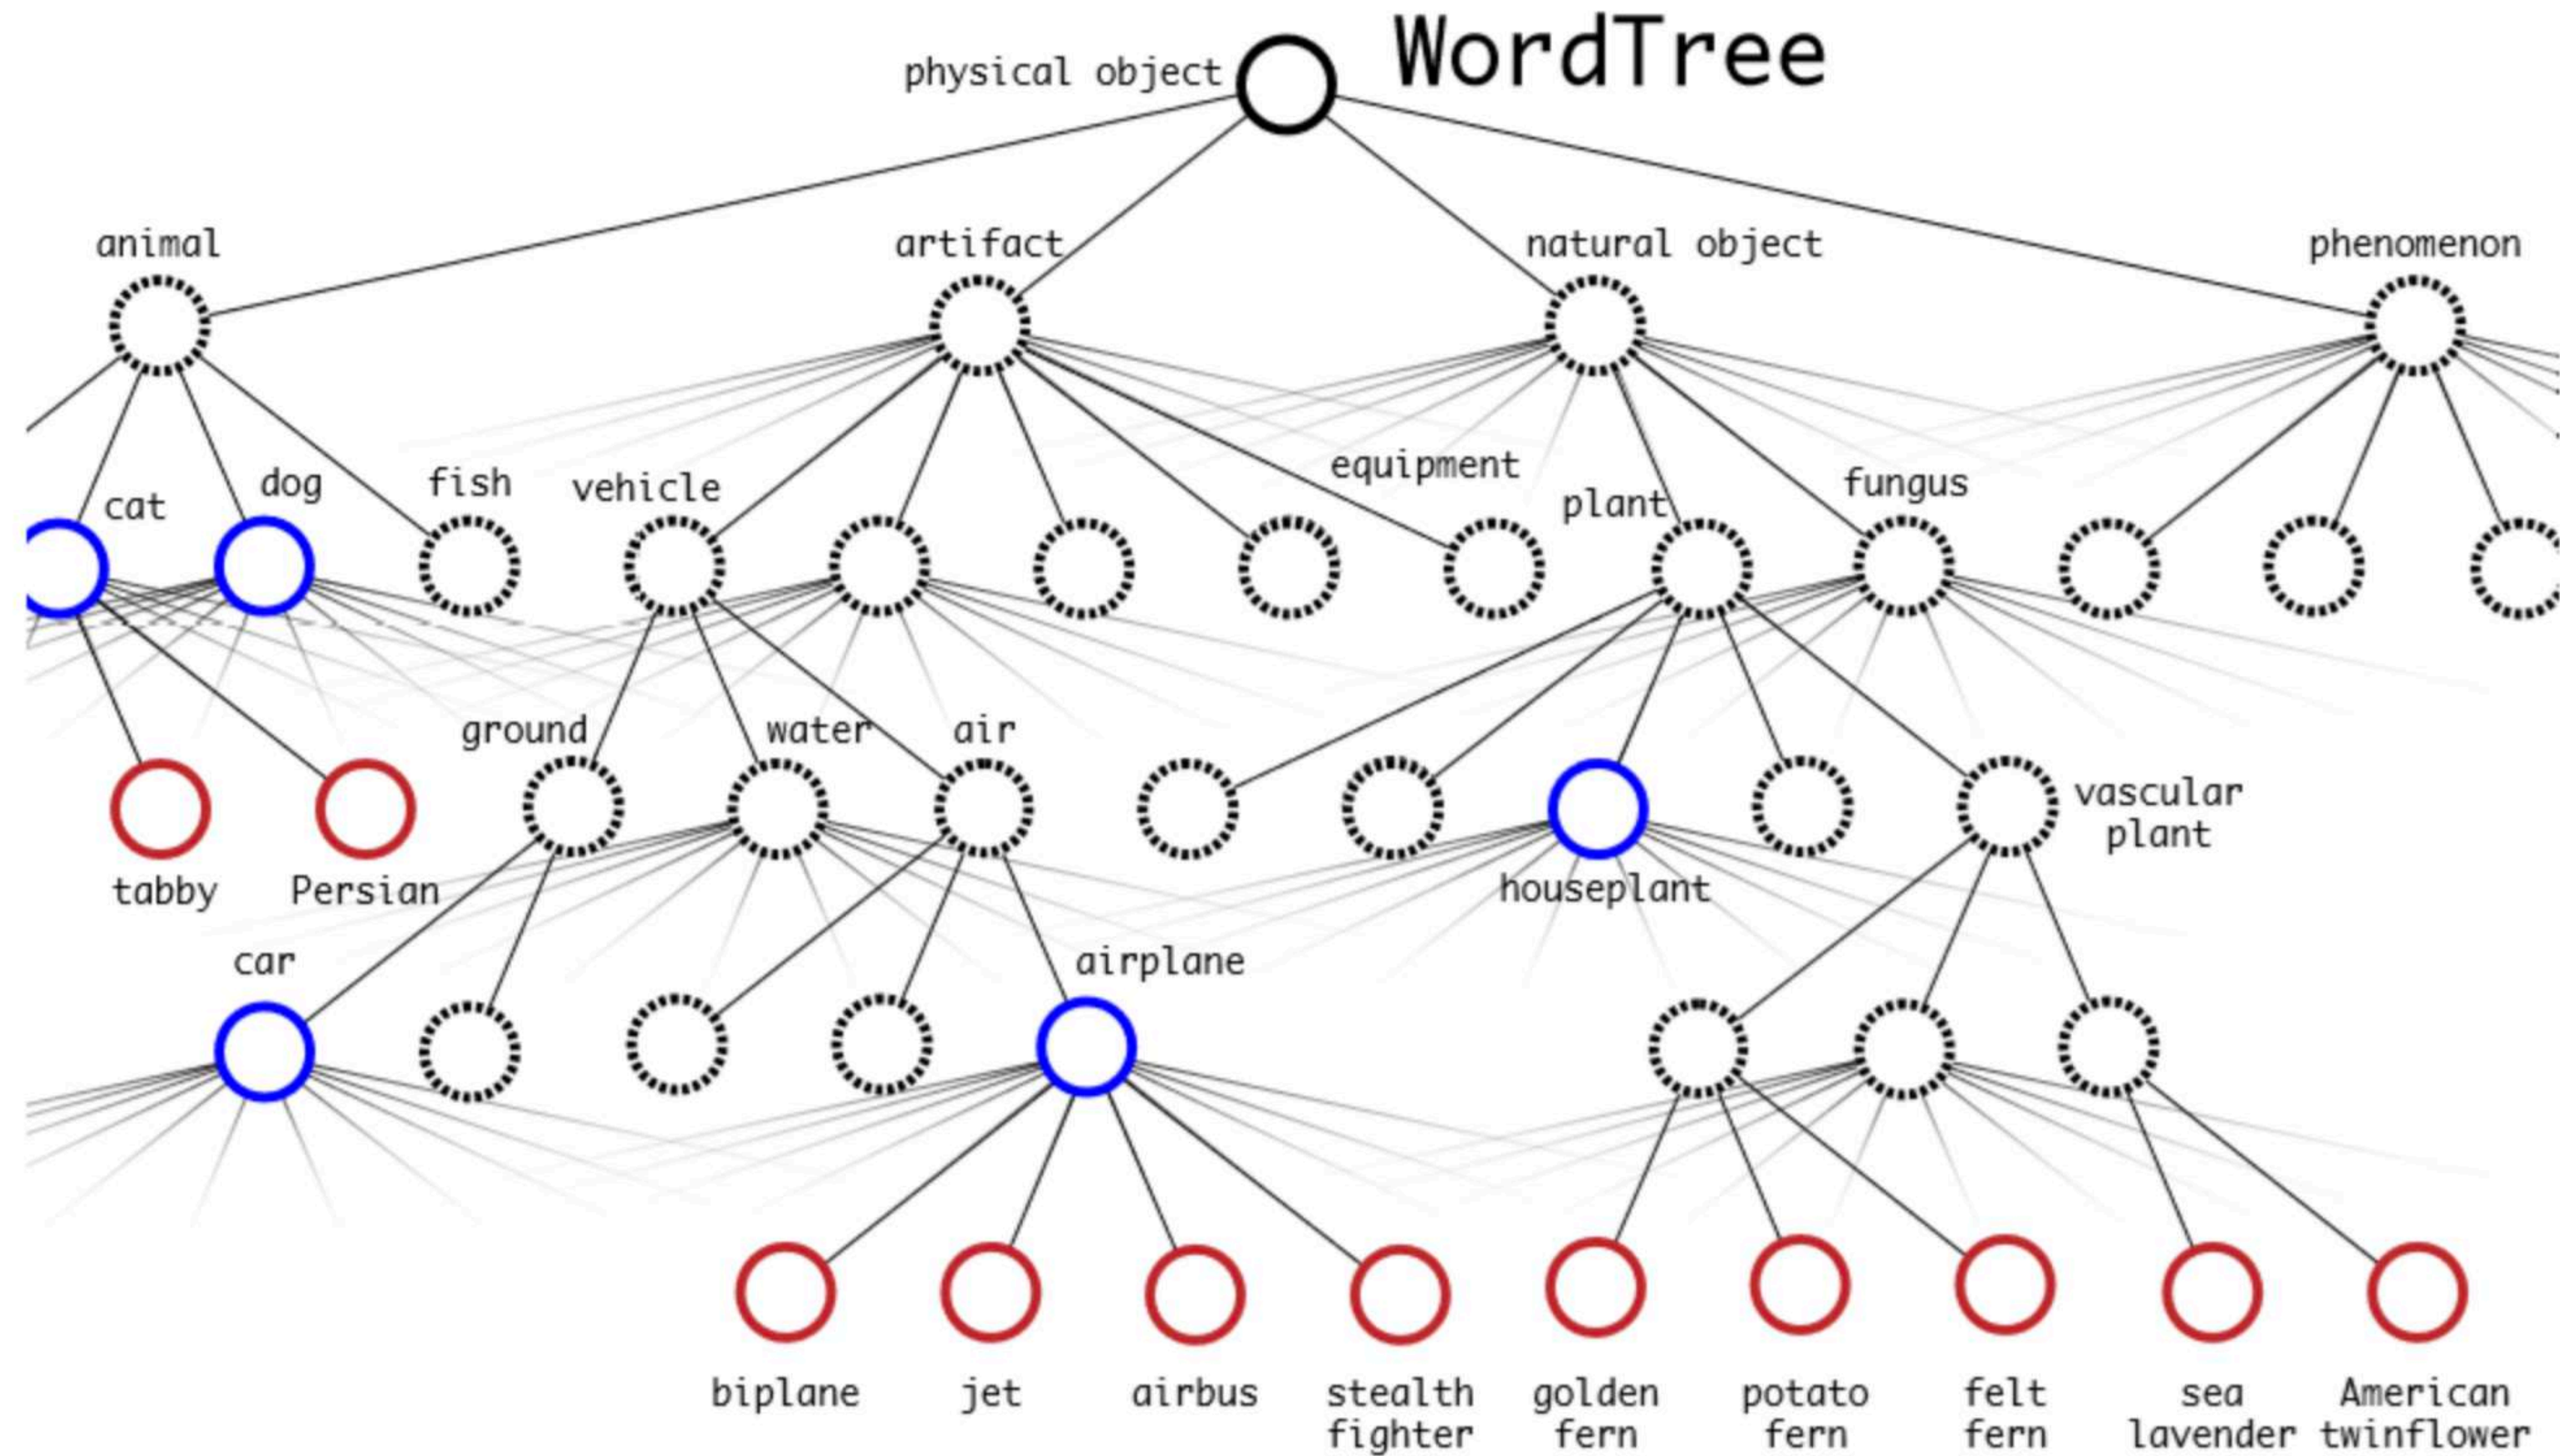 WordTree
physical object
animal
artifact
natural object
phenomenon
cat
dog
fish
vehicle
equipment
plant
fungus
ground
water
air
vascular
plant
tabby
Persian
houseplant
car
airplane
biplane
jet
airbus
stealth
fighter
golden
fern
potato
fern
felt
fern
sea
lavender
American
twinflower